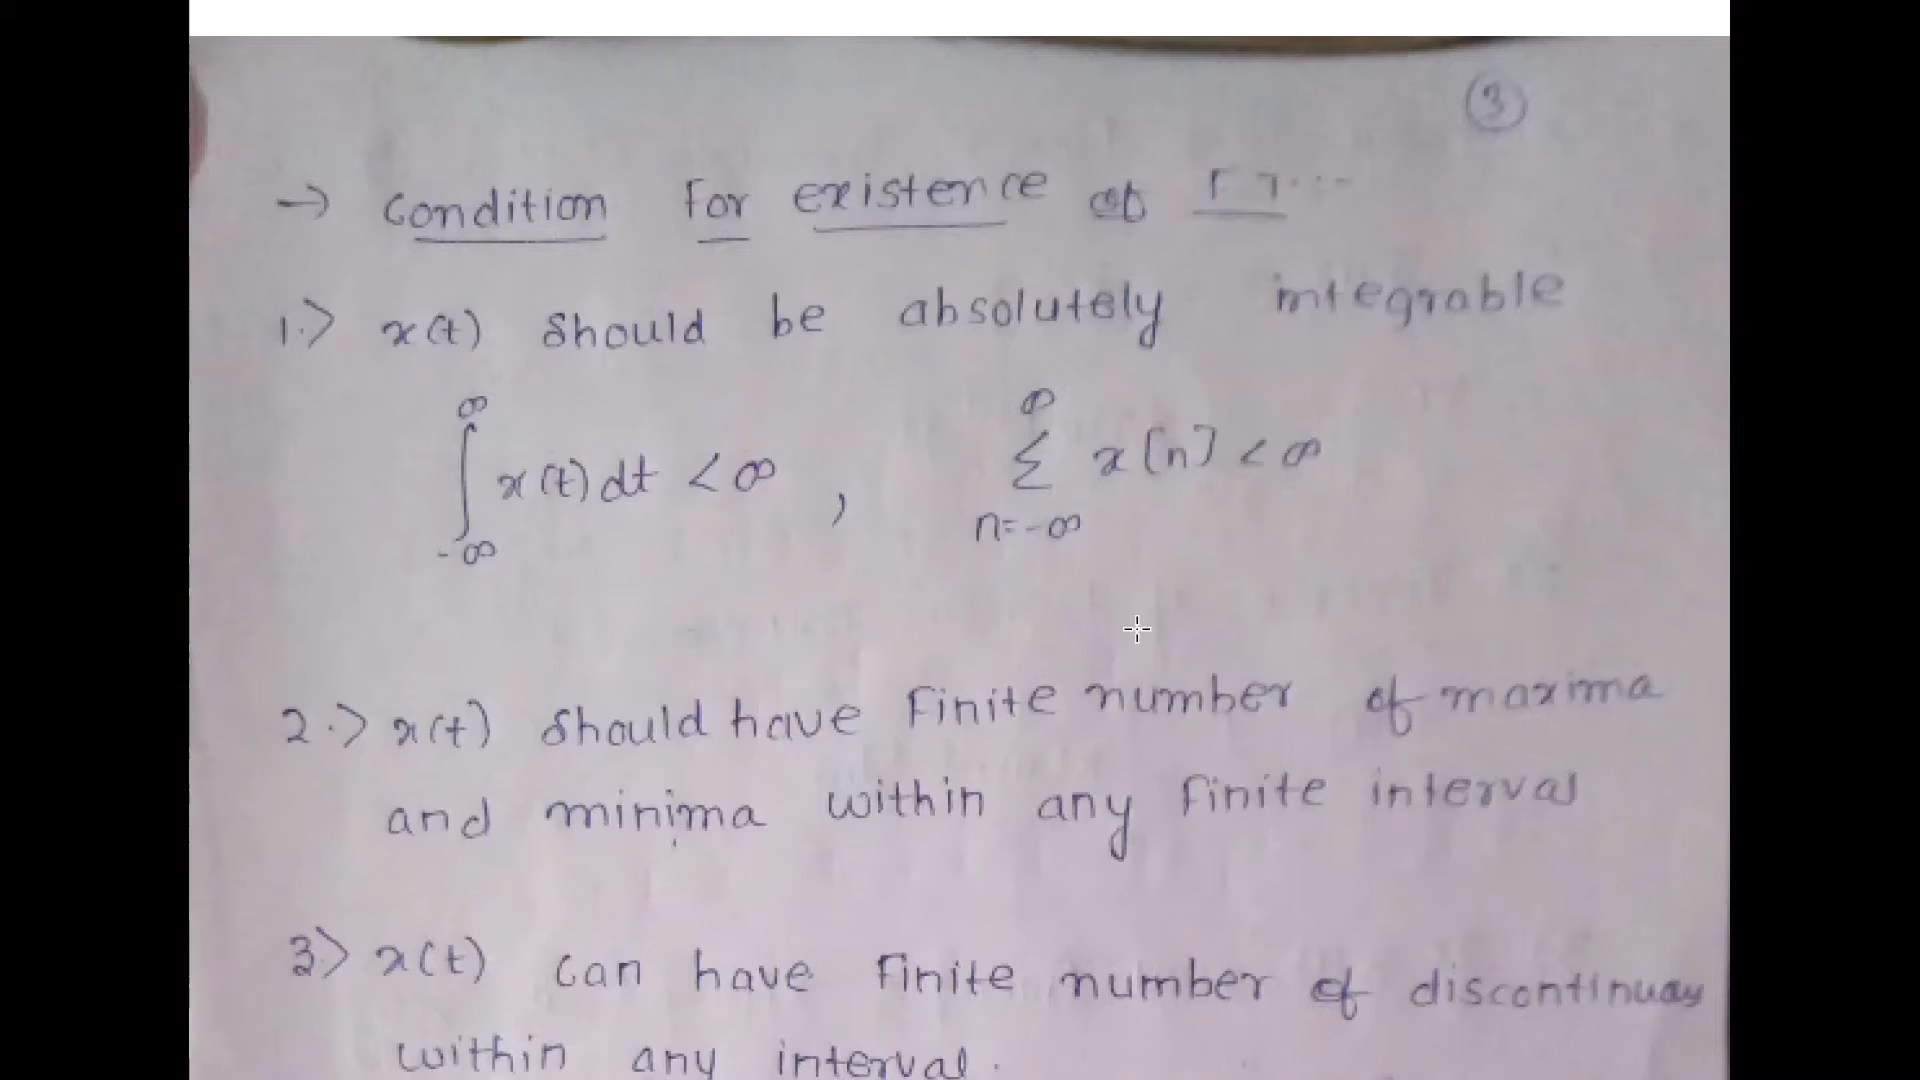 3
→ Condition For existence of
1.> x(t) should be absolutely integrable
∫_{-∞}^{∞} x(t) dt < ∞ , Σ_{n=-∞}^{∞} x[n] < ∞
2.> x(t) should have Finite number of maxima
and minima within any Finite interval
3> x(t) can have Finite number of
within any interval.